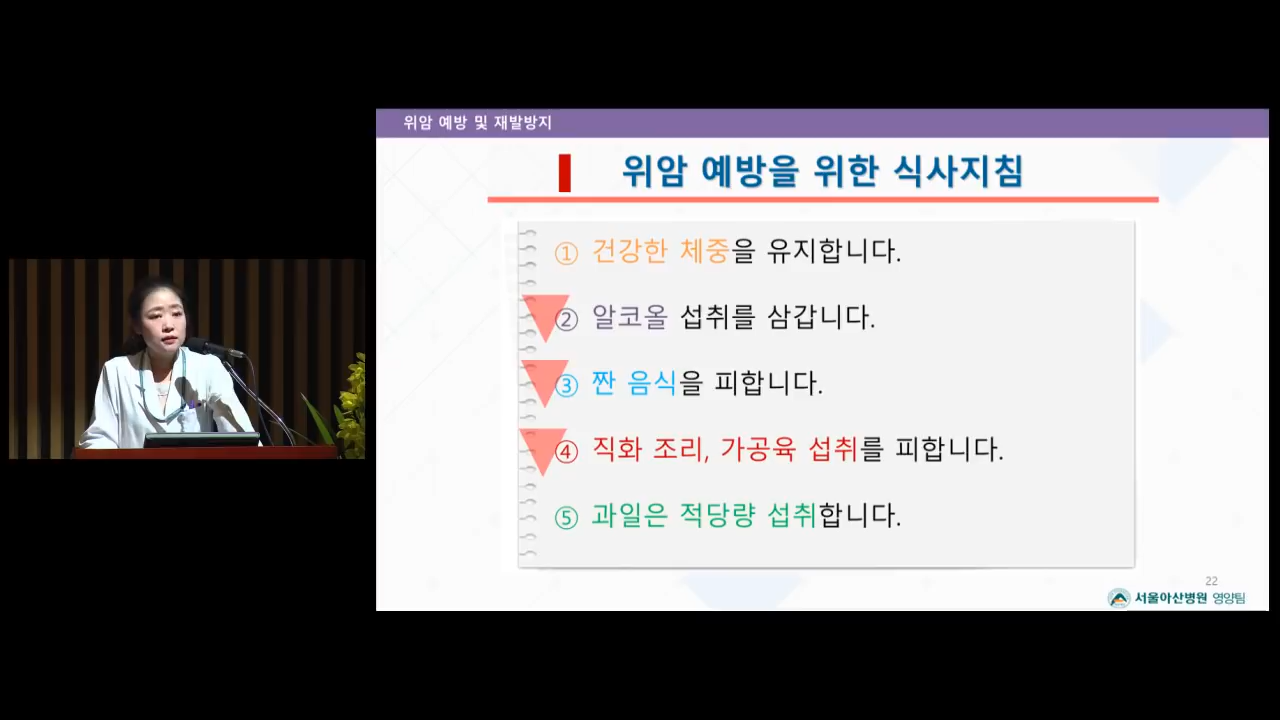 위암 예방 및 재발방지
위암 예방을 위한 식사지침
① 건강한 체중을 유지합니다.
② 알코올 섭취를 삼갑니다.
③ 짠 음식을 피합니다.
④ 직화 조리, 가공육 섭취를 피합니다.
⑤ 과일은 적당량 섭취합니다.
22
서울아산병원 영양팀